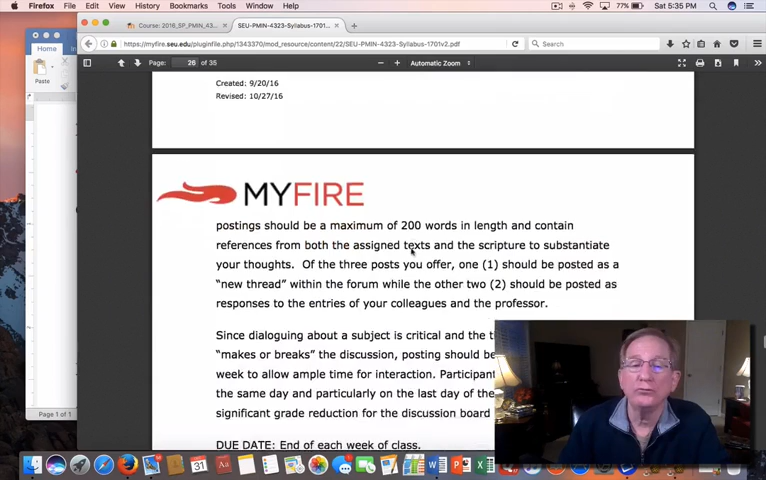 Firefox File Edit View History Bookmarks Tools Window Help 77% Sat 5:35 PM
Course: 2016_SP_PMIN_43... SEU-PMIN-4323-Syllabus-1701v2...
https://myfire.seu.edu/pluginfile.php/1343370/mod_resource/content/22/SEU-PMIN-4323-Syllabus-1701v2.pdf Search
Page: 26 of 35 Automatic Zoom
Home
Paste
Created: 9/20/16
Revised: 10/27/16
MYFIRE
postings should be a maximum of 200 words in length and contain
references from both the assigned texts and the scripture to substantiate
your thoughts. Of the three posts you offer, one (1) should be posted as a
“new thread” within the forum while the other two (2) should be posted as
responses to the entries of your colleagues and the professor.
Since dialoguing about a subject is critical and the
“makes or breaks” the discussion, posting should be
week to allow ample time for interaction. Participan
the same day and particularly on the last day of the
significant grade reduction for the discussion board
DUE DATE: End of each week of class.
Page 1 of 1
31